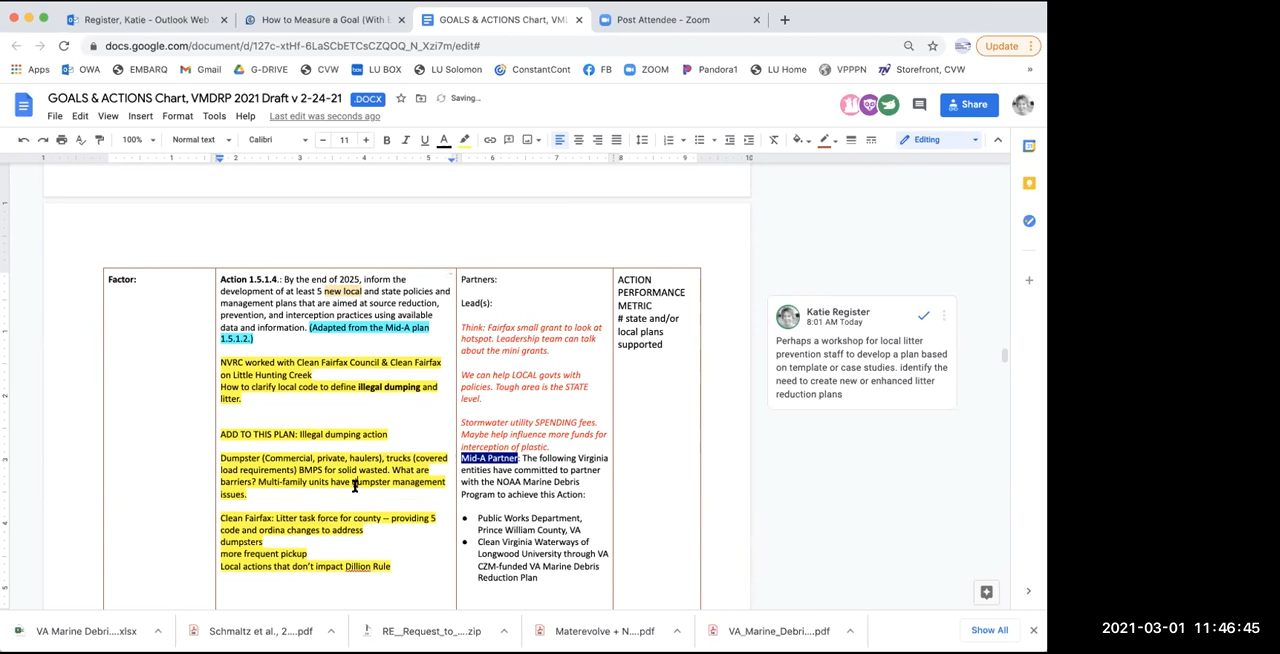 Register, Katie - Outlook Web
How to Measure a Goal (With
GOALS & ACTIONS Chart, VM
Post Attendee - Zoom
docs.google.com/document/d/127c-xtHf-6LaSCbETCsCZQOQ_N_Xzi7m/edit#
Update
Apps
OWA
EMBARQ
Gmail
G-DRIVE
CVW
LU BOX
LU Solomon
ConstantCont
FB
ZOOM
Pandora1
LU Home
VPPPN
Storefront, CVW
»
GOALS & ACTIONS Chart, VMDRP 2021 Draft v 2-24-21 .DOCX
Saving...
File Edit View Insert Format Tools Help Last edit was seconds ago
Share
100%
Normal text
Calibri
11
Editing
1 1 2 3 4 5 6 7 8 9 10
Factor:
Action 1.5.1.4.: By the end of 2025, inform the
development of at least 5 new local and state policies and
management plans that are aimed at source reduction,
prevention, and interception practices using available
data and information. (Adapted from the Mid-A plan
1.5.1.2.)
NVRC worked with Clean Fairfax Council & Clean Fairfax
on Little Hunting Creek
How to clarify local code to define illegal dumping and
litter.
ADD TO THIS PLAN: Illegal dumping action
Dumpster (Commercial, private, haulers), trucks (covered
load requirements) BMPS for solid wasted. What are
barriers? Multi-family units have dumpster management
issues.
Clean Fairfax: Litter task force for county -- providing 5
code and ordina changes to address
dumpsters
more frequent pickup
Local actions that don't impact Dillion Rule
Partners:
Lead(s):
Think: Fairfax small grant to look at
hotspot. Leadership team can talk
about the mini grants.
We can help LOCAL govts with
policies. Tough area is the STATE
level.
Stormwater utility SPENDING fees.
Maybe help influence more funds for
interception of plastic.
Mid-A Partner: The following Virginia
entities have committed to partner
with the NOAA Marine Debris
Program to achieve this Action:
● Public Works Department,
Prince William County, VA
● Clean Virginia Waterways of
Longwood University through VA
CZM-funded VA Marine Debris
Reduction Plan
ACTION
PERFORMANCE
METRIC
# state and/or
local plans
supported
Katie Register
8:01 AM Today
Perhaps a workshop for local litter
prevention staff to develop a plan based
on template or case studies. identify the
need to create new or enhanced litter
reduction plans
VA Marine Debri....xlsx
Schmaltz et al., 2....pdf
RE__Request_to_....zip
Materevolve + N....pdf
VA_Marine_Debri....pdf
Show All
2021-03-01 11:46:45